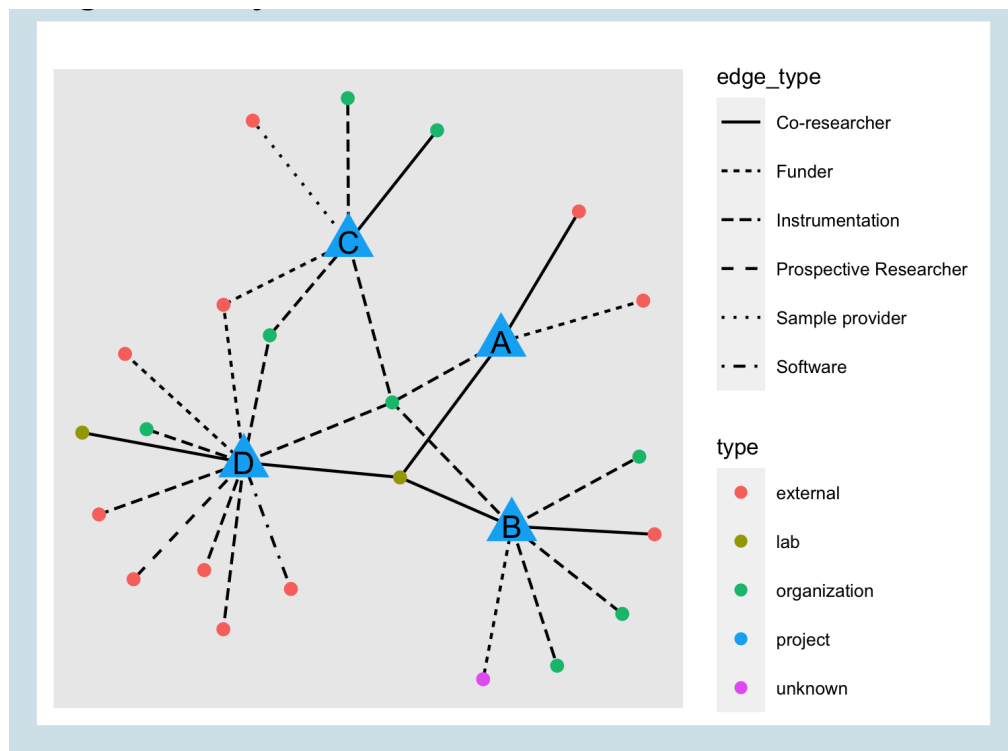 edge_type
Co-researcher
Funder
Instrumentation
Prospective Researcher
Sample provider
Software
type
external
lab
organization
project
unknown
C
A
D
B